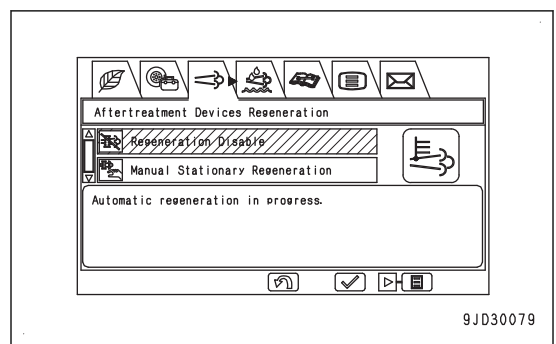 Aftertreatment Devices Regeneration
Regeneration Disable
Manual Stationary Regeneration
Automatic regeneration in progress.
9JD30079